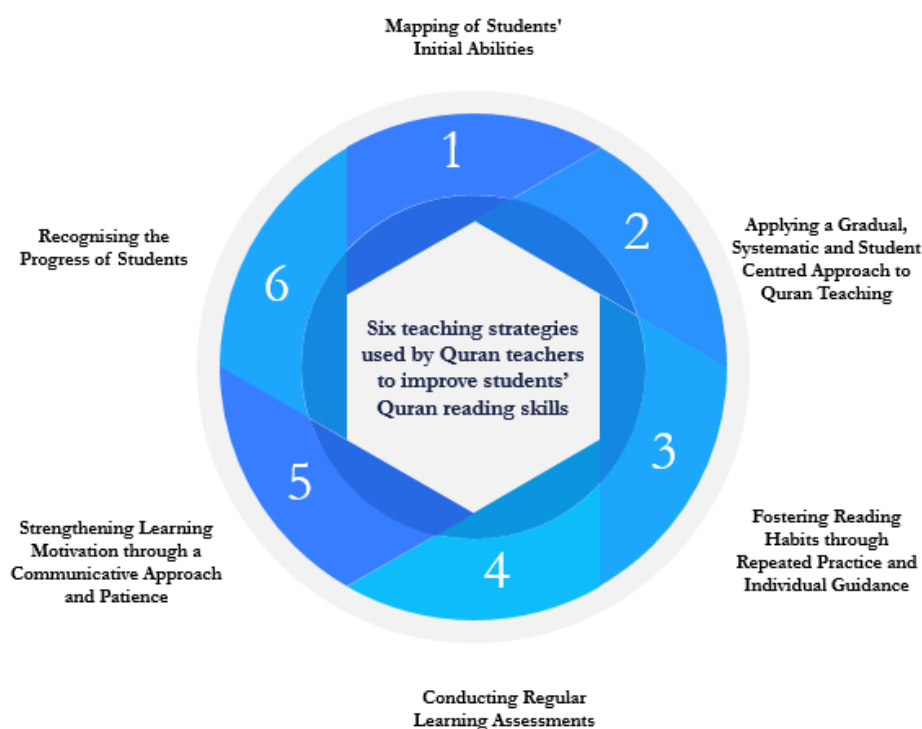 Mapping of Students'
Initial Abilities
1
2
Applying a Gradual,
Systematic and Student
Centred Approach to
Quran Teaching
3
Fostering Reading
Habits through
Repeated Practice and
Individual Guidance
4
Conducting Regular
Learning Assessments
5
Strengthening Learning
Motivation through a
Communicative Approach
and Patience
6
Recognising the
Progress of Students
Six teaching strategies
used by Quran teachers
to improve students’
Quran reading skills